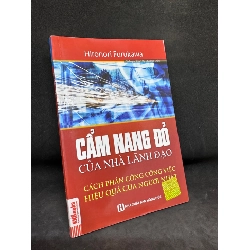 Hironori Furukawa
CẨM NANG ĐỎ
CỦA NHÀ LÃNH ĐẠO
CÁCH PHÂN CÔNG CÔNG VIỆC
HIỆU QUẢ CỦA NGƯỜI NHẬT